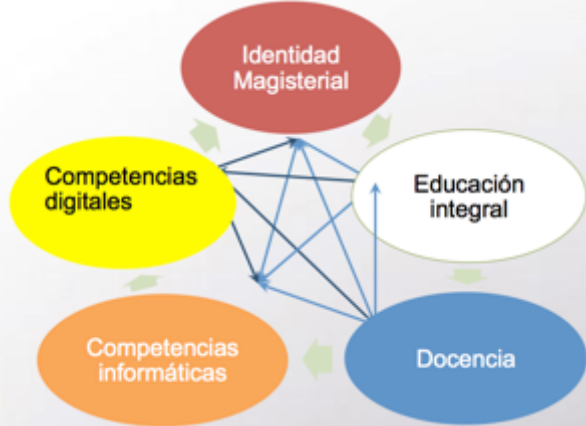 Identidad
Magisterial
Competencias
digitales
Educación
integral
Competencias
informáticas
Docencia